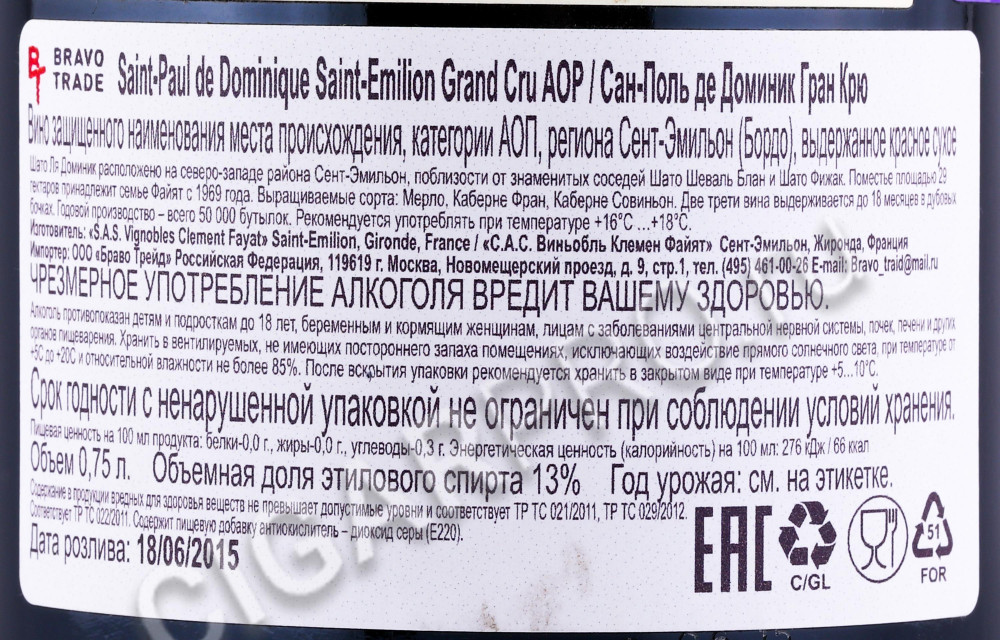 BRAVO
TRADE
Saint-Paul de Dominique Saint-Emilion Grand Cru AOP / Сан-Поль де Доминик Гран Крю
Вино защищенного наименования места происхождения, категории АОП, региона Сент-Эмильон (Бордо), выдержанное красное сухое
Шато Ля Доминик расположено на северо-западе района Сент-Эмильон, поблизости от знаменитых соседей Шато Шеваль Блан и Шато Фижак. Поместье площадью 29
гектаров принадлежит семье Файят с 1969 года. Выращиваемые сорта: Мерло, Каберне Фран, Каберне Совиньон. Две трети вина выдерживается до 18 месяцев в дубовых
бочках. Годовой производство – всего 50 000 бутылок. Рекомендуется употреблять при температуре +16°С ...+18°С.
Изготовитель: «S.A.S. Vignobles Clement Fayat» Saint-Emilion, Gironde, France / «С.А.С. Виньобль Клемен Файят» Сент-Эмильон, Жиронда, Франция
Импортер: ООО «Браво Трейд» Российская Федерация, 119619 г. Москва, Новомещерский проезд, д. 9, стр.1, тел. (495) 461-00-26 E-mail: Bravo_traid@mail.ru
ЧРЕЗМЕРНОЕ УПОТРЕБЛЕНИЕ АЛКОГОЛЯ ВРЕДИТ ВАШЕМУ ЗДОРОВЬЮ.
Алкоголь противопоказан детям и подросткам до 18 лет, беременным и кормящим женщинам, лицам с заболеваниями центральной нервной системы, почек, печени и других
органов пищеварения. Хранить в вентилируемых, не имеющих постороннего запаха помещениях, исключающих воздействие прямого солнечного света, при температуре от
+5С до +20С и относительной влажности не более 85%. После вскрытия упаковки рекомендуется хранить в закрытом виде при температуре +5...10°С.
Срок годности с ненарушенной упаковкой не ограничен при соблюдении условий хранения.
Пищевая ценность на 100 мл продукта: белки-0,0 г., жиры-0,0 г., углеводы-0,3 г. Энергетическая ценность (калорийность) на 100 мл: 276 кДж / 66 ккал
Объем 0,75 л. Объемная доля этилового спирта 13% Год урожая: см. на этикетке.
Содержание в продукции вредных для здоровья веществ не превышает допустимые уровни и соответствует ТР ТС 021/2011, ТР ТС 029/2012.
Соответствует ТР ТС 022/2011. Содержит пищевую добавку антиокислитель – диоксид серы (Е220).
Дата розлива: 18/06/2015
EAC
C/GL
51
FOR
CIGARPRO.ru